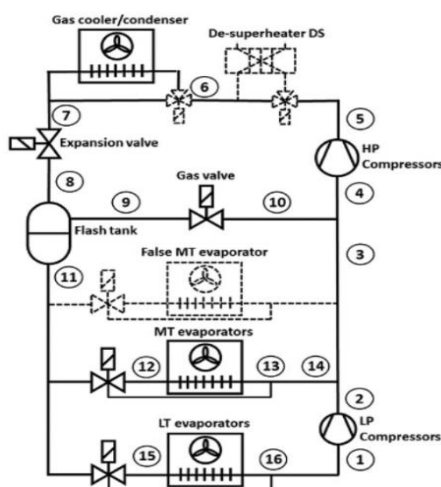 Gas cooler/condenser
De-superheater DS
6
7
5
Expansion valve
HP
Compressors
8
Gas valve
4
9
10
Flash tank
3
False MT evaporator
11
MT evaporators
12
13
14
2
LT evaporators
LP
Compressors
15
16
1